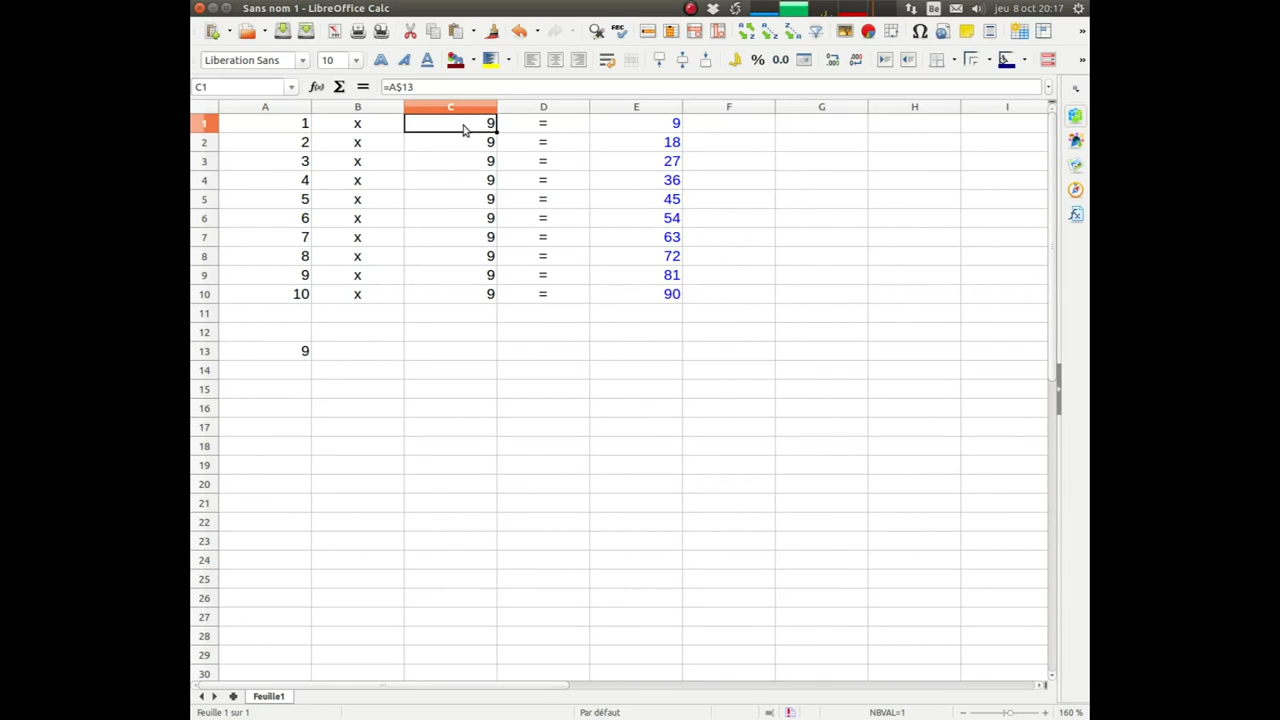 Sans nom 1 - LibreOffice Calc
Be
jeu 8 oct 20:17
Liberation Sans
10
% 0.0
C1
=A$13
A B C D E F G H I
1 1 x 9 = 9
2 2 x 9 = 18
3 3 x 9 = 27
4 4 x 9 = 36
5 5 x 9 = 45
6 6 x 9 = 54
7 7 x 9 = 63
8 8 x 9 = 72
9 9 x 9 = 81
10 10 x 9 = 90
11
12
13 9
14
15
16
17
18
19
20
21
22
23
24
25
26
27
28
29
30
Feuille1
Feuille 1 sur 1
Par défaut
NBVAL=1
160 %